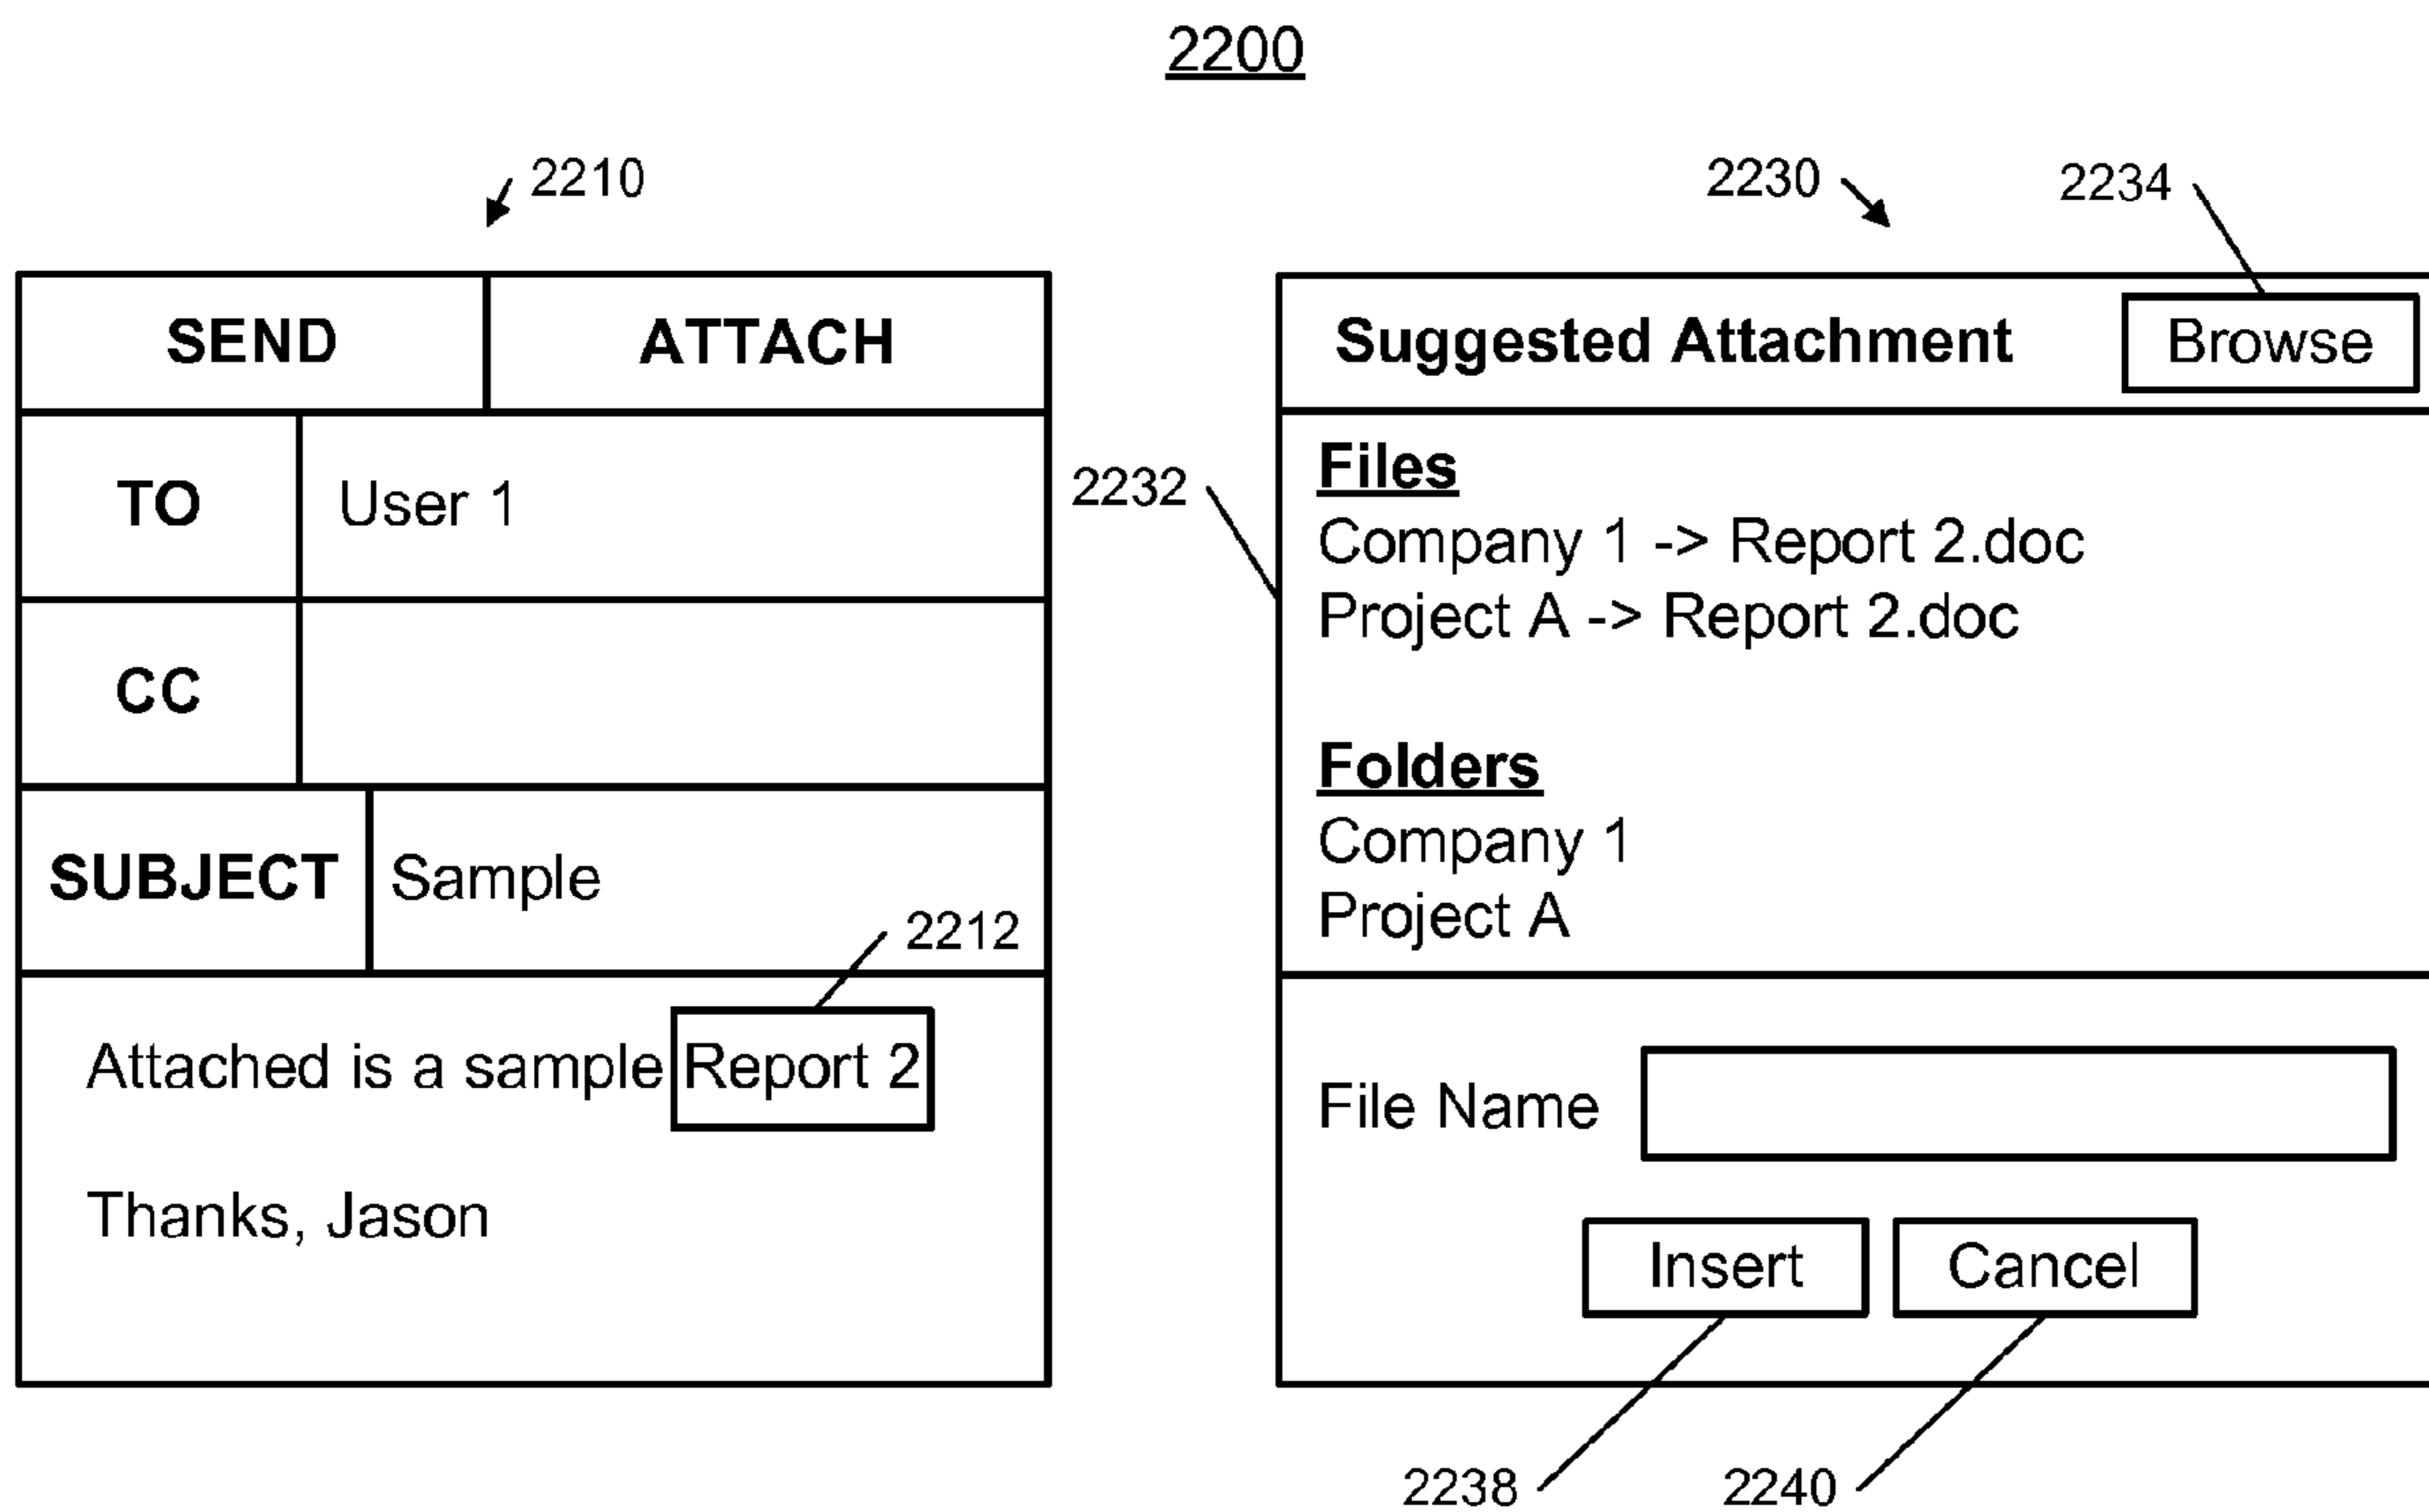 2200
2210
SEND ATTACH
TO User 1
CC
SUBJECT Sample
2212
Attached is a sample Report 2
Thanks, Jason
2230
2234
Suggested Attachment Browse
2232
Files
Company 1 -> Report 2.doc
Project A -> Report 2.doc
Folders
Company 1
Project A
File Name
Insert Cancel
2238 2240